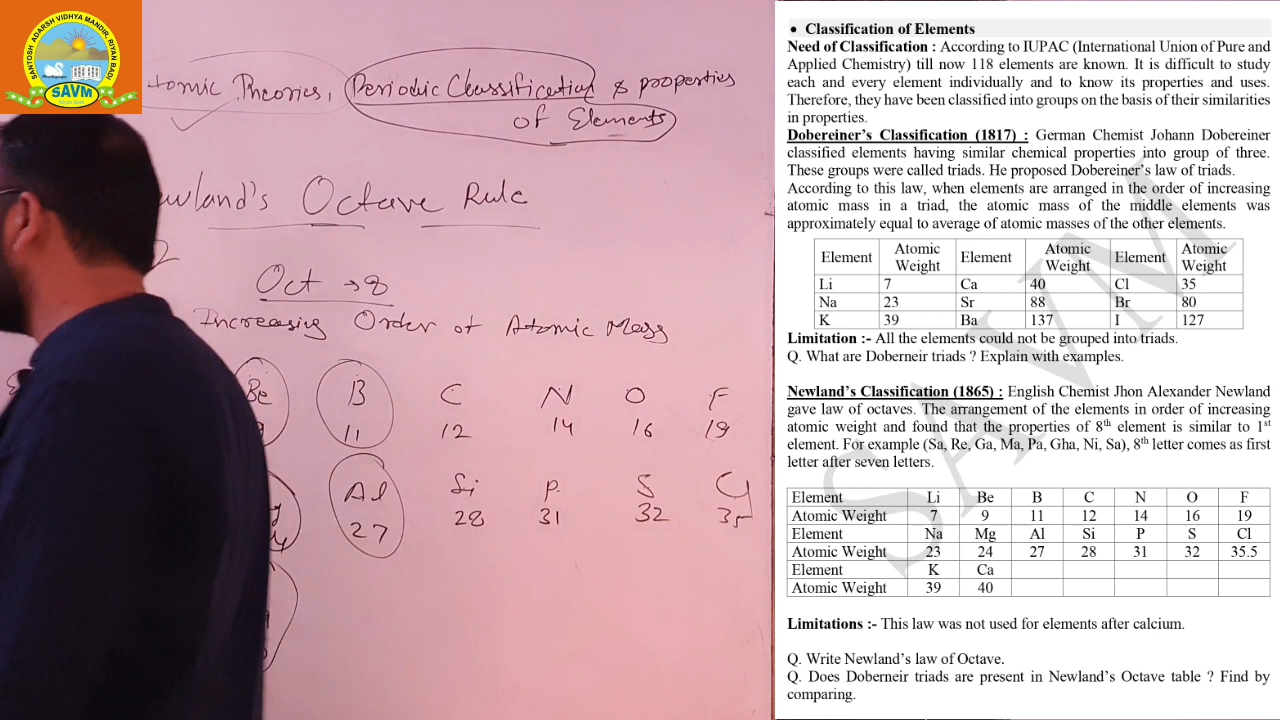 SANTOSH ADARSH VIDHYA MANDIR, RIYAN BADI
SAVM
Periodic Classification & properties
of Elements
Octave Rule
Increasing Order of Atomic Mass
Be B C N O F
11 12 14 16 19
Al Si P S Cl
27 28 31 32 35
• Classification of Elements
Need of Classification : According to IUPAC (International Union of Pure and
Applied Chemistry) till now 118 elements are known. It is difficult to study
each and every element individually and to know its properties and uses.
Therefore, they have been classified into groups on the basis of their similarities
in properties.
Dobereiner’s Classification (1817) : German Chemist Johann Dobereiner
classified elements having similar chemical properties into group of three.
These groups were called triads. He proposed Dobereiner’s law of triads.
According to this law, when elements are arranged in the order of increasing
atomic mass in a triad, the atomic mass of the middle elements was
approximately equal to average of atomic masses of the other elements.
Element Atomic Weight Element Atomic Weight Element Atomic Weight
Li 7 Ca 40 Cl 35
Na 23 Sr 88 Br 80
K 39 Ba 137 I 127
Limitation :- All the elements could not be grouped into triads.
Q. What are Doberneir triads ? Explain with examples.
Newland’s Classification (1865) : English Chemist Jhon Alexander Newland
gave law of octaves. The arrangement of the elements in order of increasing
atomic weight and found that the properties of 8th element is similar to 1st
element. For example (Sa, Re, Ga, Ma, Pa, Gha, Ni, Sa), 8th letter comes as first
letter after seven letters.
Element Li Be B C N O F
Atomic Weight 7 9 11 12 14 16 19
Element Na Mg Al Si P S Cl
Atomic Weight 23 24 27 28 31 32 35.5
Element K Ca
Atomic Weight 39 40
Limitations :- This law was not used for elements after calcium.
Q. Write Newland’s law of Octave.
Q. Does Doberneir triads are present in Newland’s Octave table ? Find by
comparing.
SAVM